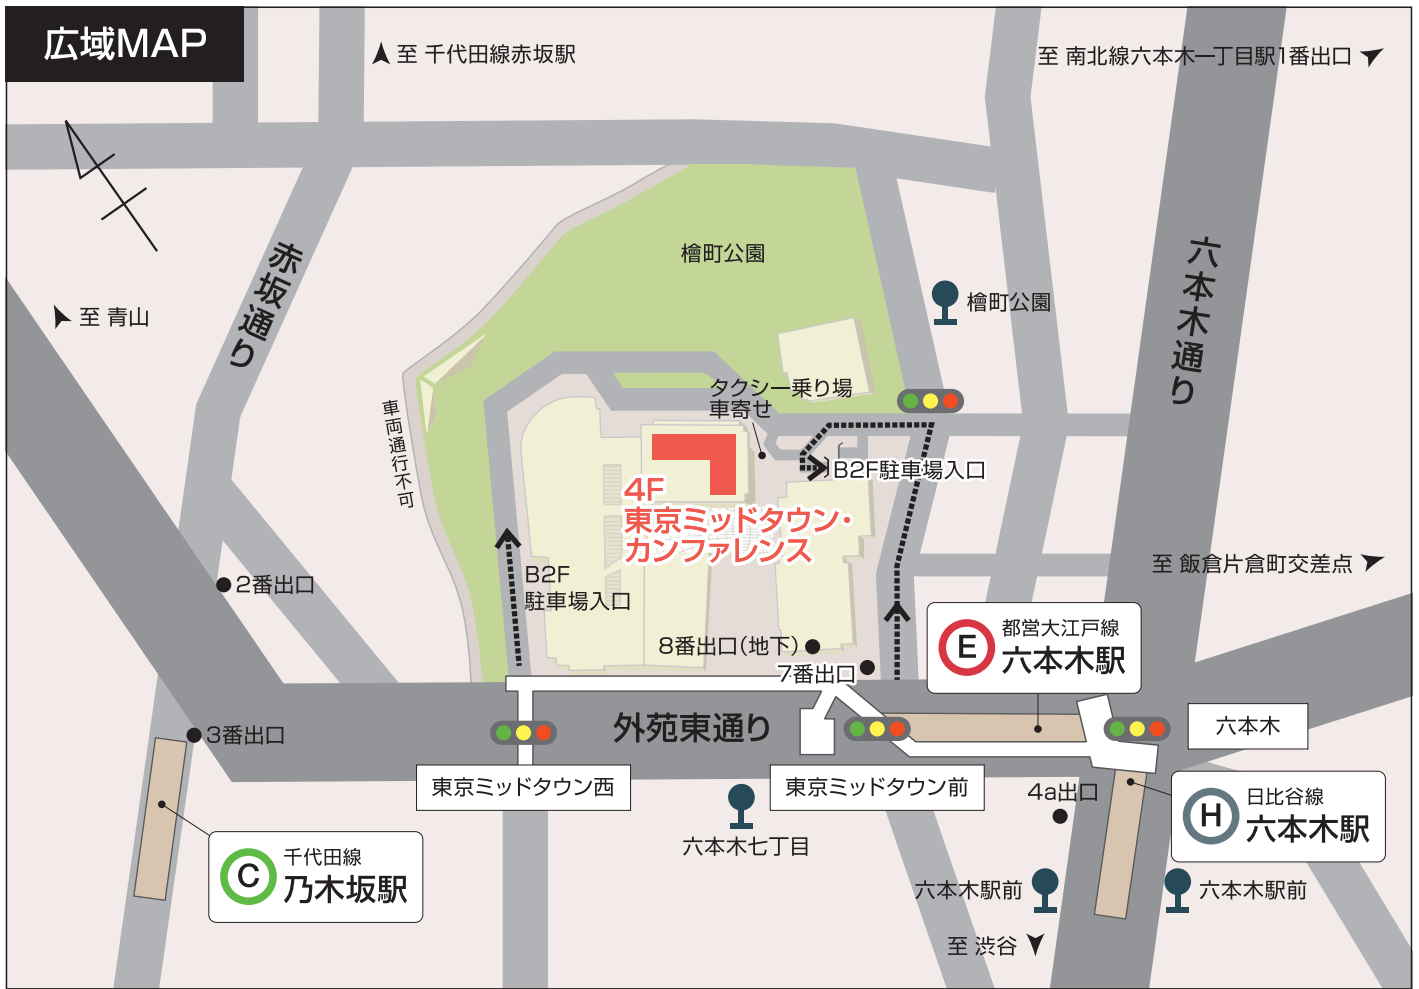 広域MAP
至 千代田線赤坂駅
至 南北線六本木一丁目駅1番出口
赤坂通り
檜町公園
六本木通り
檜町公園
至 青山
タクシー乗り場
車寄せ
車両通行不可
B2F駐車場入口
4F
東京ミッドタウン・
カンファレンス
B2F
駐車場入口
至 飯倉片倉町交差点
2番出口
8番出口(地下)
7番出口
E
都営大江戸線
六本木駅
3番出口
外苑東通り
六本木
東京ミッドタウン西
東京ミッドタウン前
4a出口
H
日比谷線
六本木駅
六本木七丁目
C
千代田線
乃木坂駅
六本木駅前
六本木駅前
至 渋谷